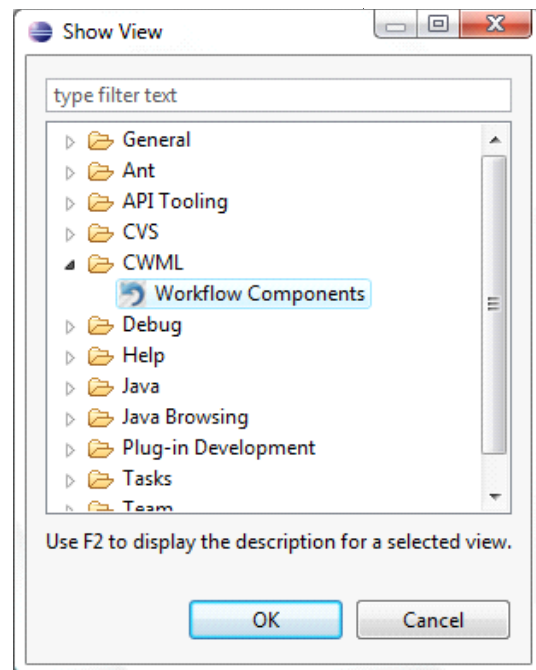 Show View
type filter text
General
Ant
API Tooling
CVS
CWML
Workflow Components
Debug
Help
Java
Java Browsing
Plug-in Development
Tasks
Team
Use F2 to display the description for a selected view.
OK Cancel